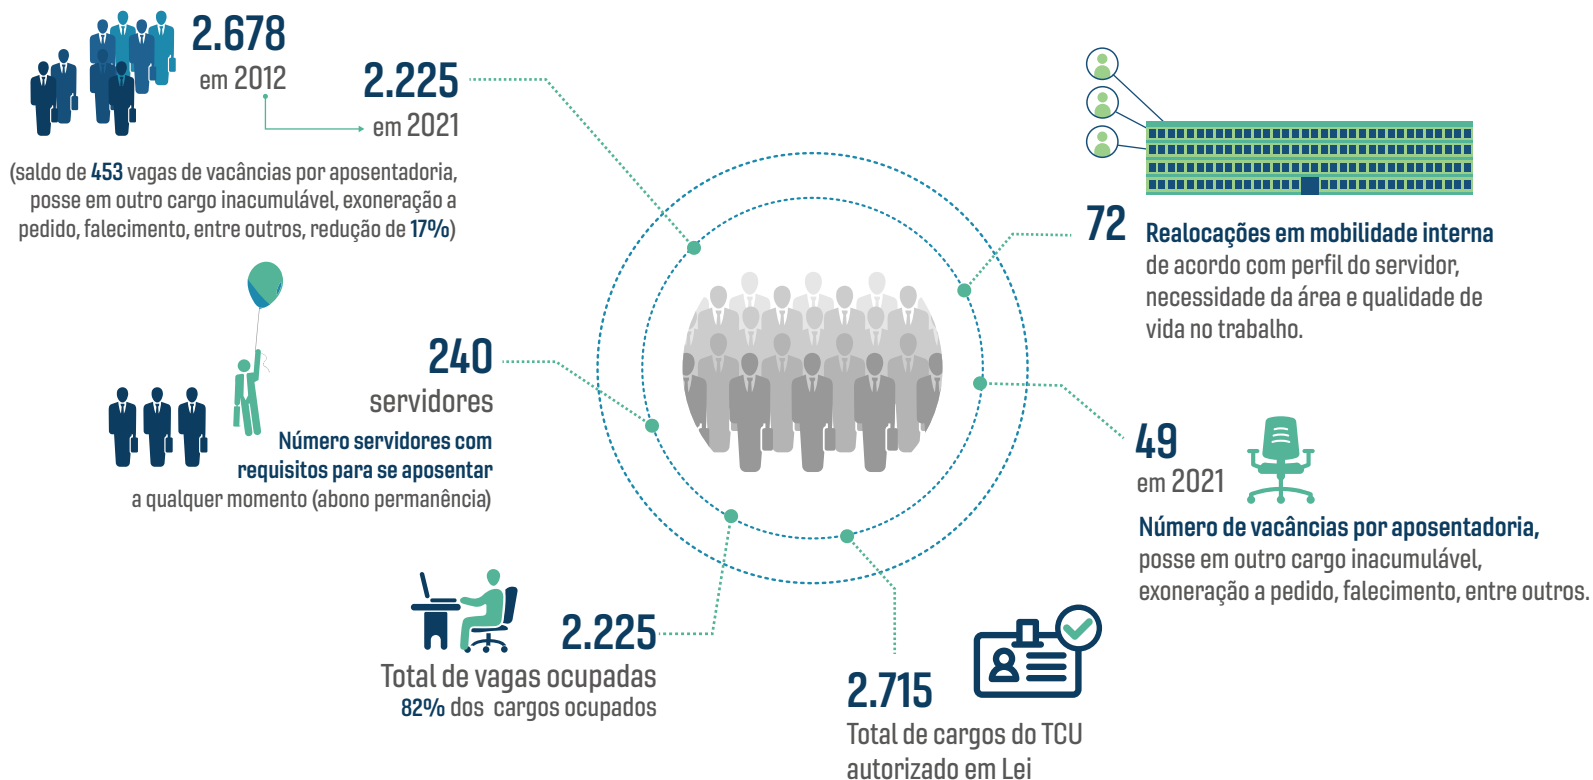 2.678
em 2012
2.225
em 2021
(saldo de 453 vagas de vacâncias por aposentadoria,
posse em outro cargo inacumulável, exoneração a
pedido, falecimento, entre outros, redução de 17%)
240
servidores
Número servidores com
requisitos para se aposentar
a qualquer momento (abono permanência)
2.225
Total de vagas ocupadas
82% dos cargos ocupados
2.715
Total de cargos do TCU
autorizado em Lei
72
Realocações em mobilidade interna
de acordo com perfil do servidor,
necessidade da área e qualidade de
vida no trabalho.
49
em 2021
Número de vacâncias por aposentadoria,
posse em outro cargo inacumulável,
exoneração a pedido, falecimento, entre outros.